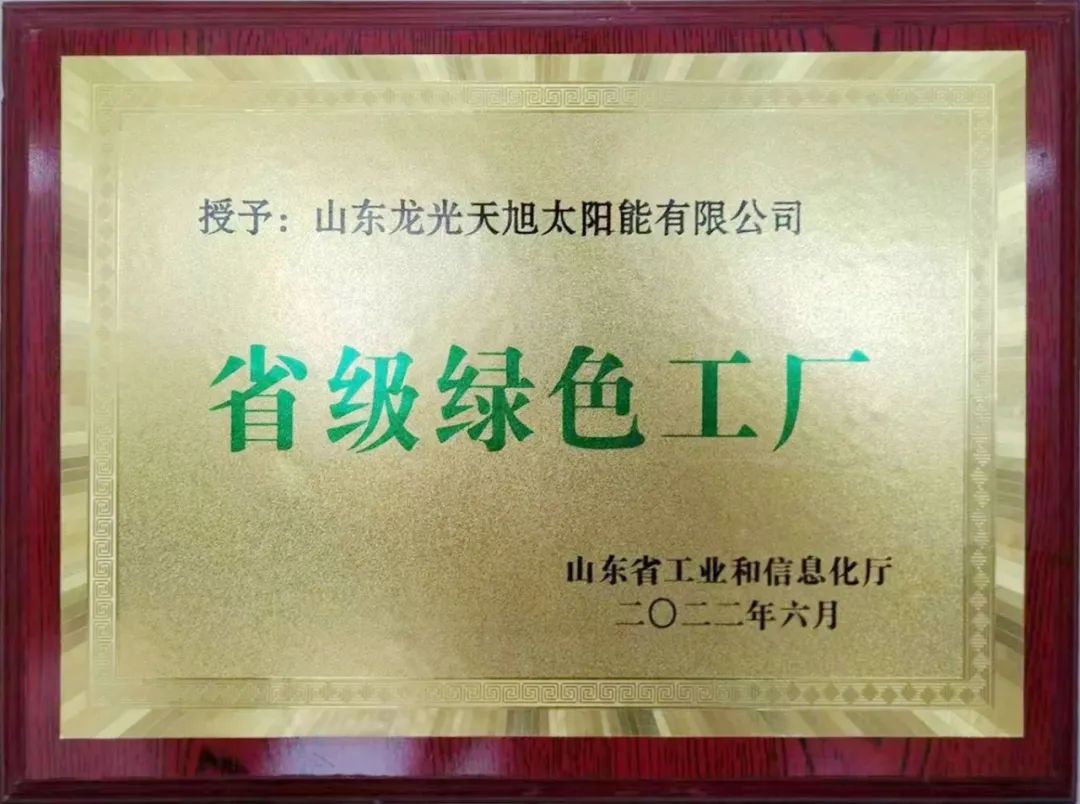 授予：山东龙光天旭太阳能有限公司
省级绿色工厂
山东省工业和信息化厅
二〇二二年六月